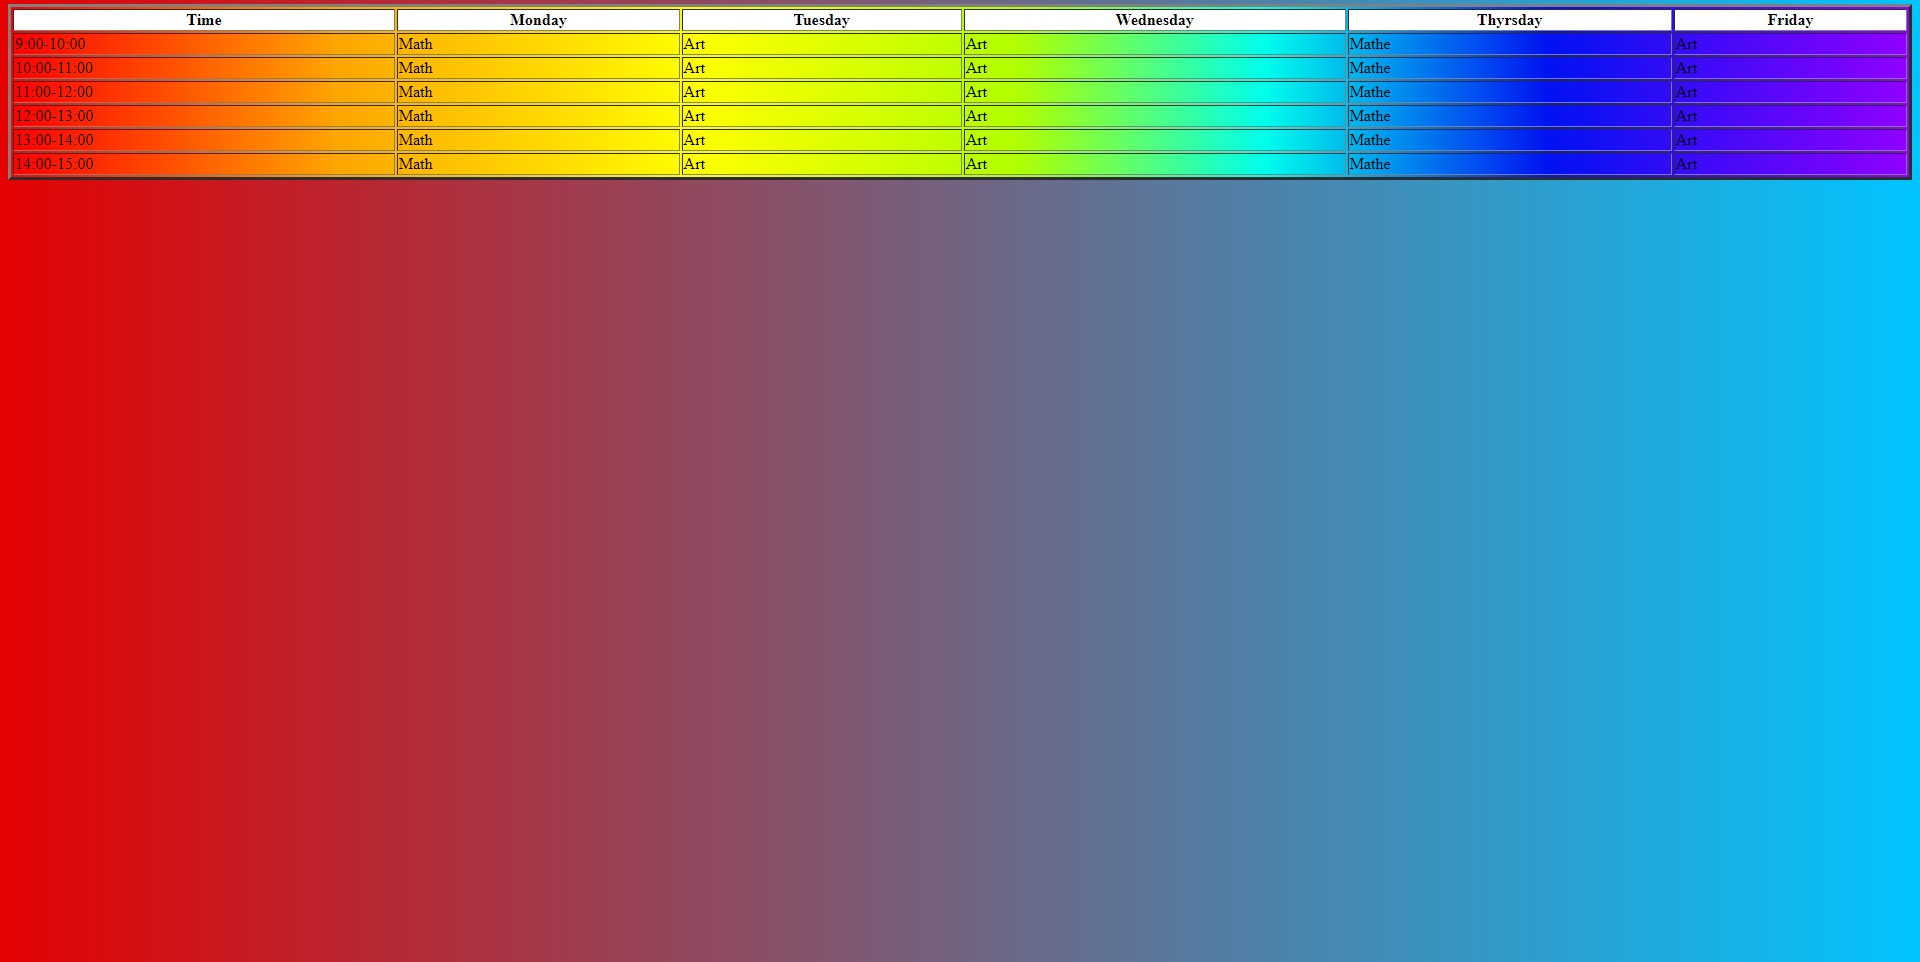 Time Monday Tuesday Wednesday Thyrsday Friday
9:00-10:00 Math Art Art Mathe Art
10:00-11:00 Math Art Art Mathe Art
11:00-12:00 Math Art Art Mathe Art
12:00-13:00 Math Art Art Mathe Art
13:00-14:00 Math Art Art Mathe Art
14:00-15:00 Math Art Art Mathe Art